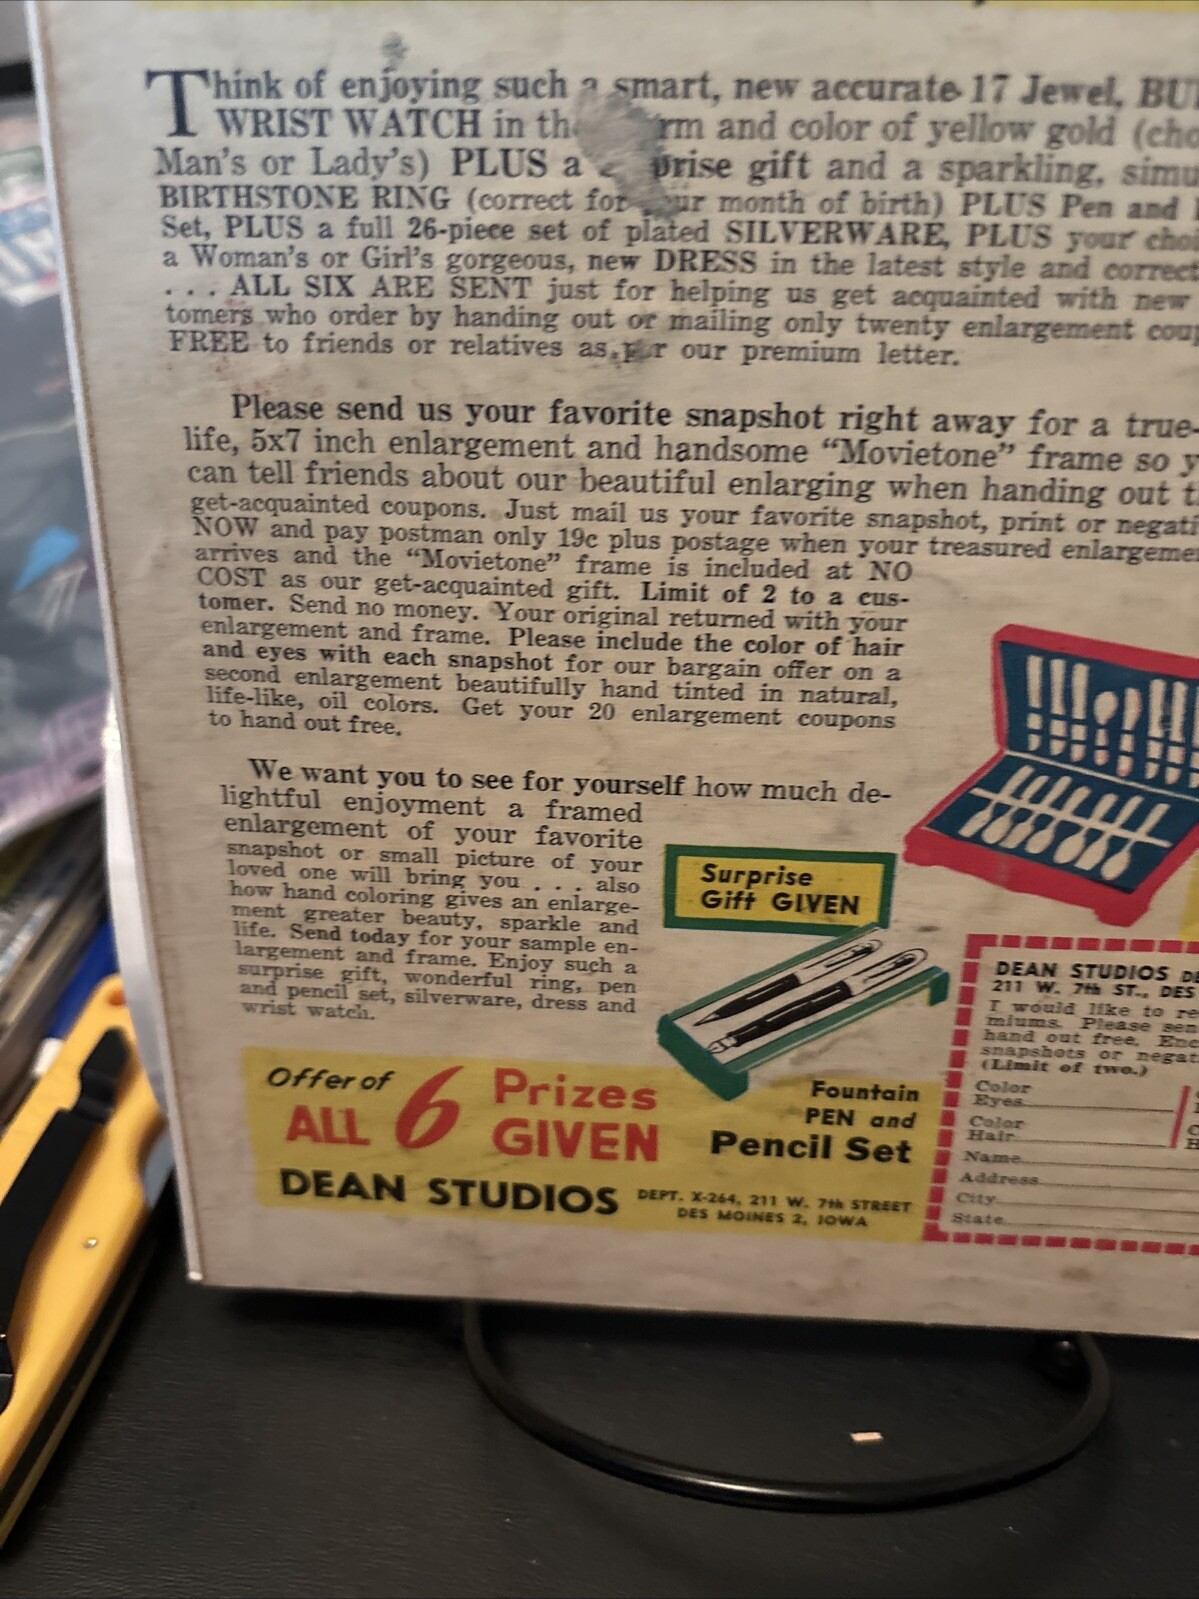 Think of enjoying such a smart, new accurate 17 Jewel,
WRIST WATCH in and color of yellow gold
Man's or Lady's) PLUS a gift and a sparkling,
BIRTHSTONE RING (correct for month of birth) PLUS Pen and
Set, PLUS a full 26-piece set of plated SILVERWARE, PLUS your
a Woman's or Girl's gorgeous, new DRESS in the latest style and
. . . ALL SIX ARE SENT just for helping us get acquainted with new
tomers who order by handing out or mailing only twenty enlargement
FREE to friends or relatives as per our premium letter.
Please send us your favorite snapshot right away for a true-
life, 5x7 inch enlargement and handsome "Movietone" frame so
can tell friends about our beautiful enlarging when handing out
get-acquainted coupons. Just mail us your favorite snapshot, print or
NOW and pay postman only 19c plus postage when your treasured
arrives and the "Movietone" frame is included at NO
COST as our get-acquainted gift. Limit of 2 to a cus-
tomer. Send no money. Your original returned with your
enlargement and frame. Please include the color of hair
and eyes with each snapshot for our bargain offer on a
second enlargement beautifully hand tinted in natural,
life-like, oil colors. Get your 20 enlargement coupons
to hand out free.
We want you to see for yourself how much de-
lightful enjoyment a framed
enlargement of your favorite
snapshot or small picture of your
loved one will bring you . . . also
how hand coloring gives an enlarge-
ment greater beauty, sparkle and
life. Send today for your sample en-
largement and frame. Enjoy such a
surprise gift, wonderful ring, pen
and pencil set, silverware, dress and
wrist watch.
Surprise
Gift GIVEN
Offer of
ALL 6 Prizes
GIVEN
Fountain
PEN and
Pencil Set
DEAN STUDIOS
DEPT. X-264, 211 W. 7th STREET
DES MOINES 2, IOWA
DEAN STUDIOS
211 W. 7th ST., DES
I would like to
miums. Please
hand out free.
snapshots or
(Limit of two.)
Color
Eyes
Color
Hair
Name
Address
City
State